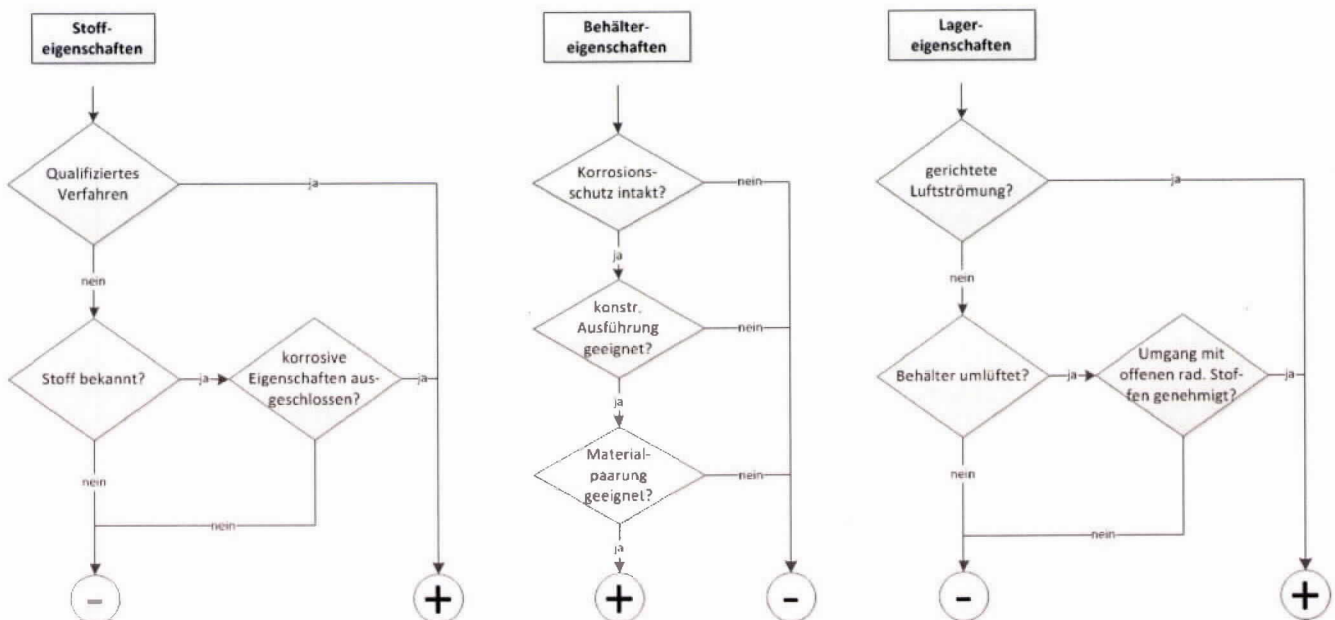 Stoff-
eigenschaften
Qualifiziertes
Verfahren
ja
nein
Stoff bekannt?
ja
korrosive
Eigenschaften aus-
geschlossen?
ja
nein
nein
-
+
Behälter-
eigenschaften
Korrosions-
schutz intakt?
nein
ja
konstr.
Ausführung
geeignet?
nein
ja
Material-
paarung
geeignet?
nein
ja
+
-
Lager-
eigenschaften
gerichtete
Luftströmung?
ja
nein
Behälter umlüftet?
ja
Umgang mit
offenen rad. Stof-
fen genehmigt?
ja
nein
nein
-
+